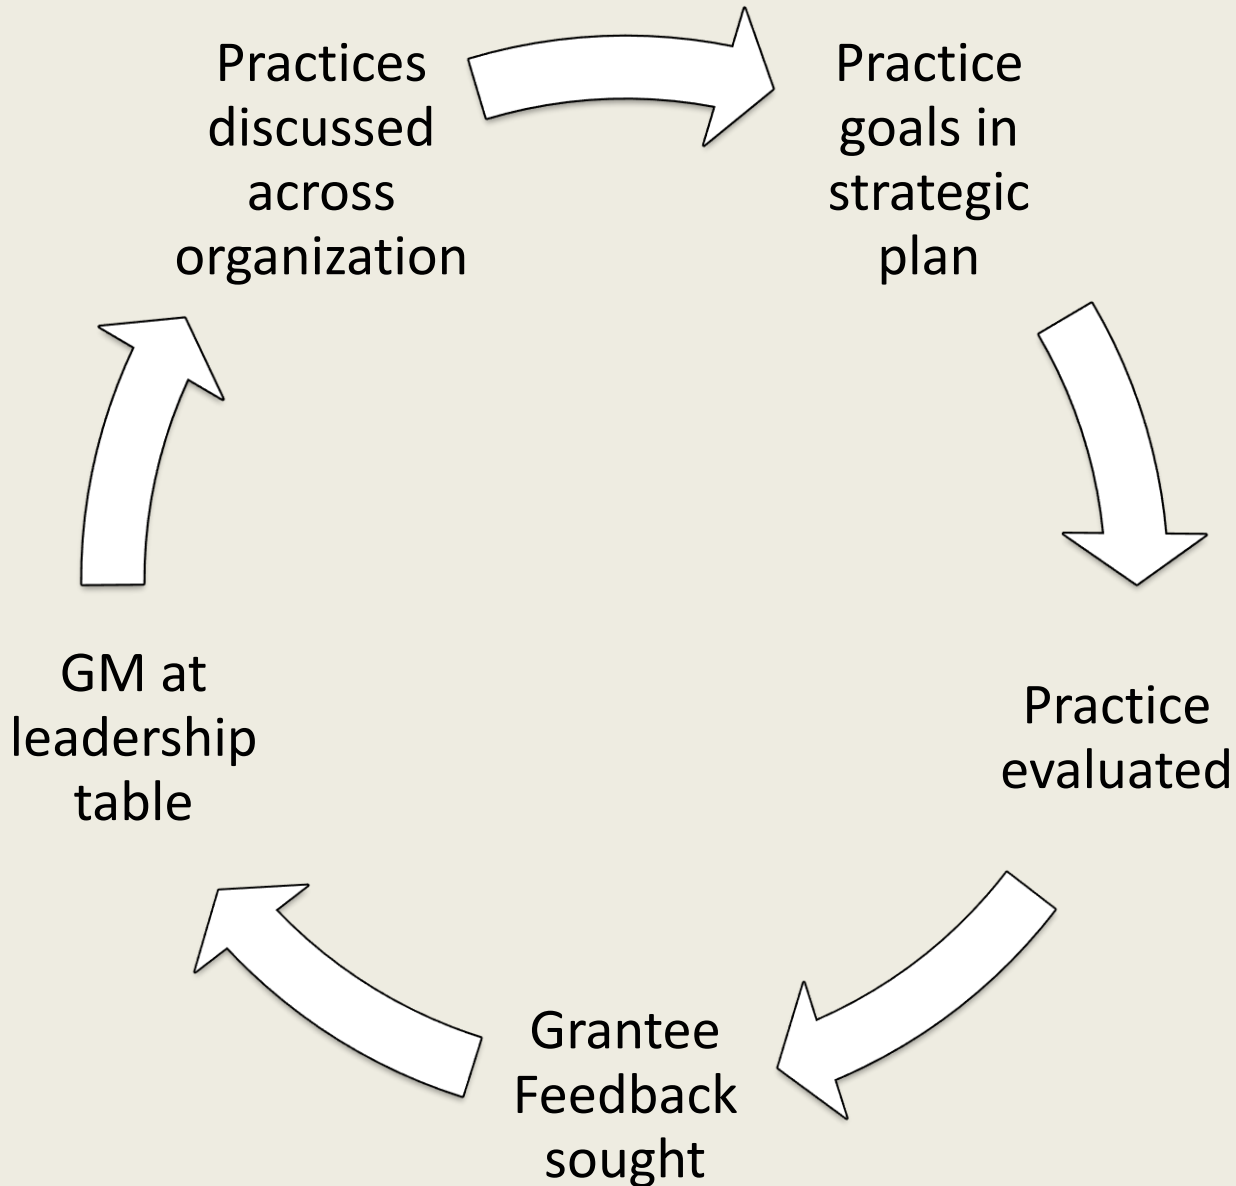 Practices
discussed
across
organization
Practice
goals in
strategic
plan
Practice
evaluated
Grantee
Feedback
sought
GM at
leadership
table